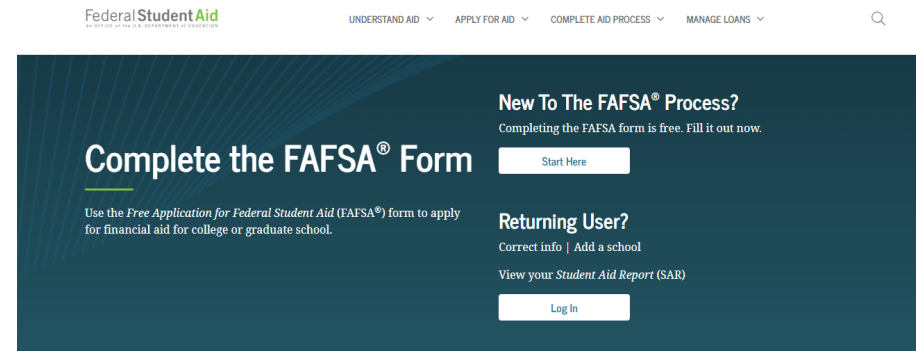 Federal Student Aid
An OFFICE of the U.S. DEPARTMENT of EDUCATION
UNDERSTAND AID
APPLY FOR AID
COMPLETE AID PROCESS
MANAGE LOANS
Complete the FAFSA® Form
Use the Free Application for Federal Student Aid (FAFSA®) form to apply
for financial aid for college or graduate school.
New To The FAFSA® Process?
Completing the FAFSA form is free. Fill it out now.
Start Here
Returning User?
Correct info | Add a school
View your Student Aid Report (SAR)
Log In